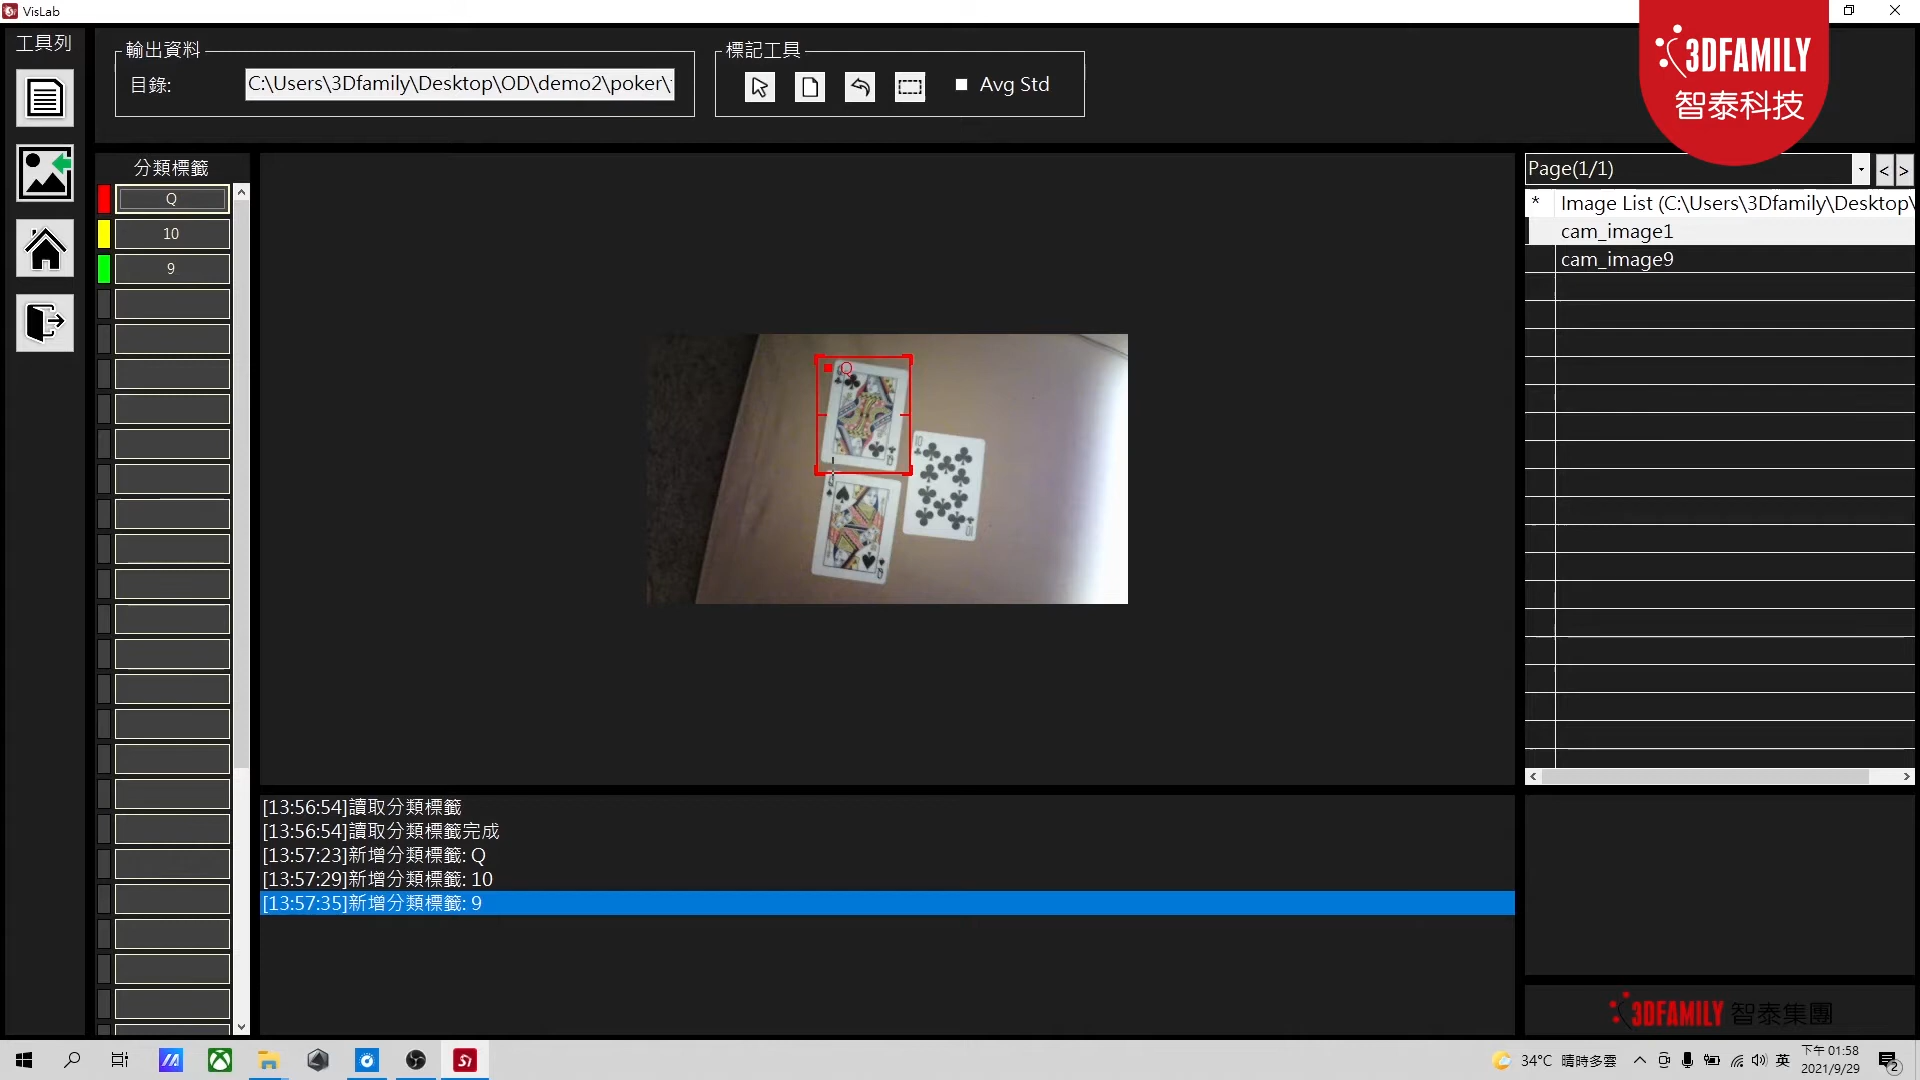 VisLab
工具列
輸出資料
目錄:
C:\Users\3Dfamily\Desktop\OD\demo2\poker\
標記工具
Avg Std
3DFAMILY
智泰科技
分類標籤
Q
10
9
Page(1/1)
< >
* Image List (C:\Users\3Dfamily\Desktop\
cam_image1
cam_image9
Q
10
[13:56:54]讀取分類標籤
[13:56:54]讀取分類標籤完成
[13:57:23]新增分類標籤: Q
[13:57:29]新增分類標籤: 10
[13:57:35]新增分類標籤: 9
3DFAMILY 智泰集團
34°C 晴時多雲
英
下午 01:58
2021/9/29
2